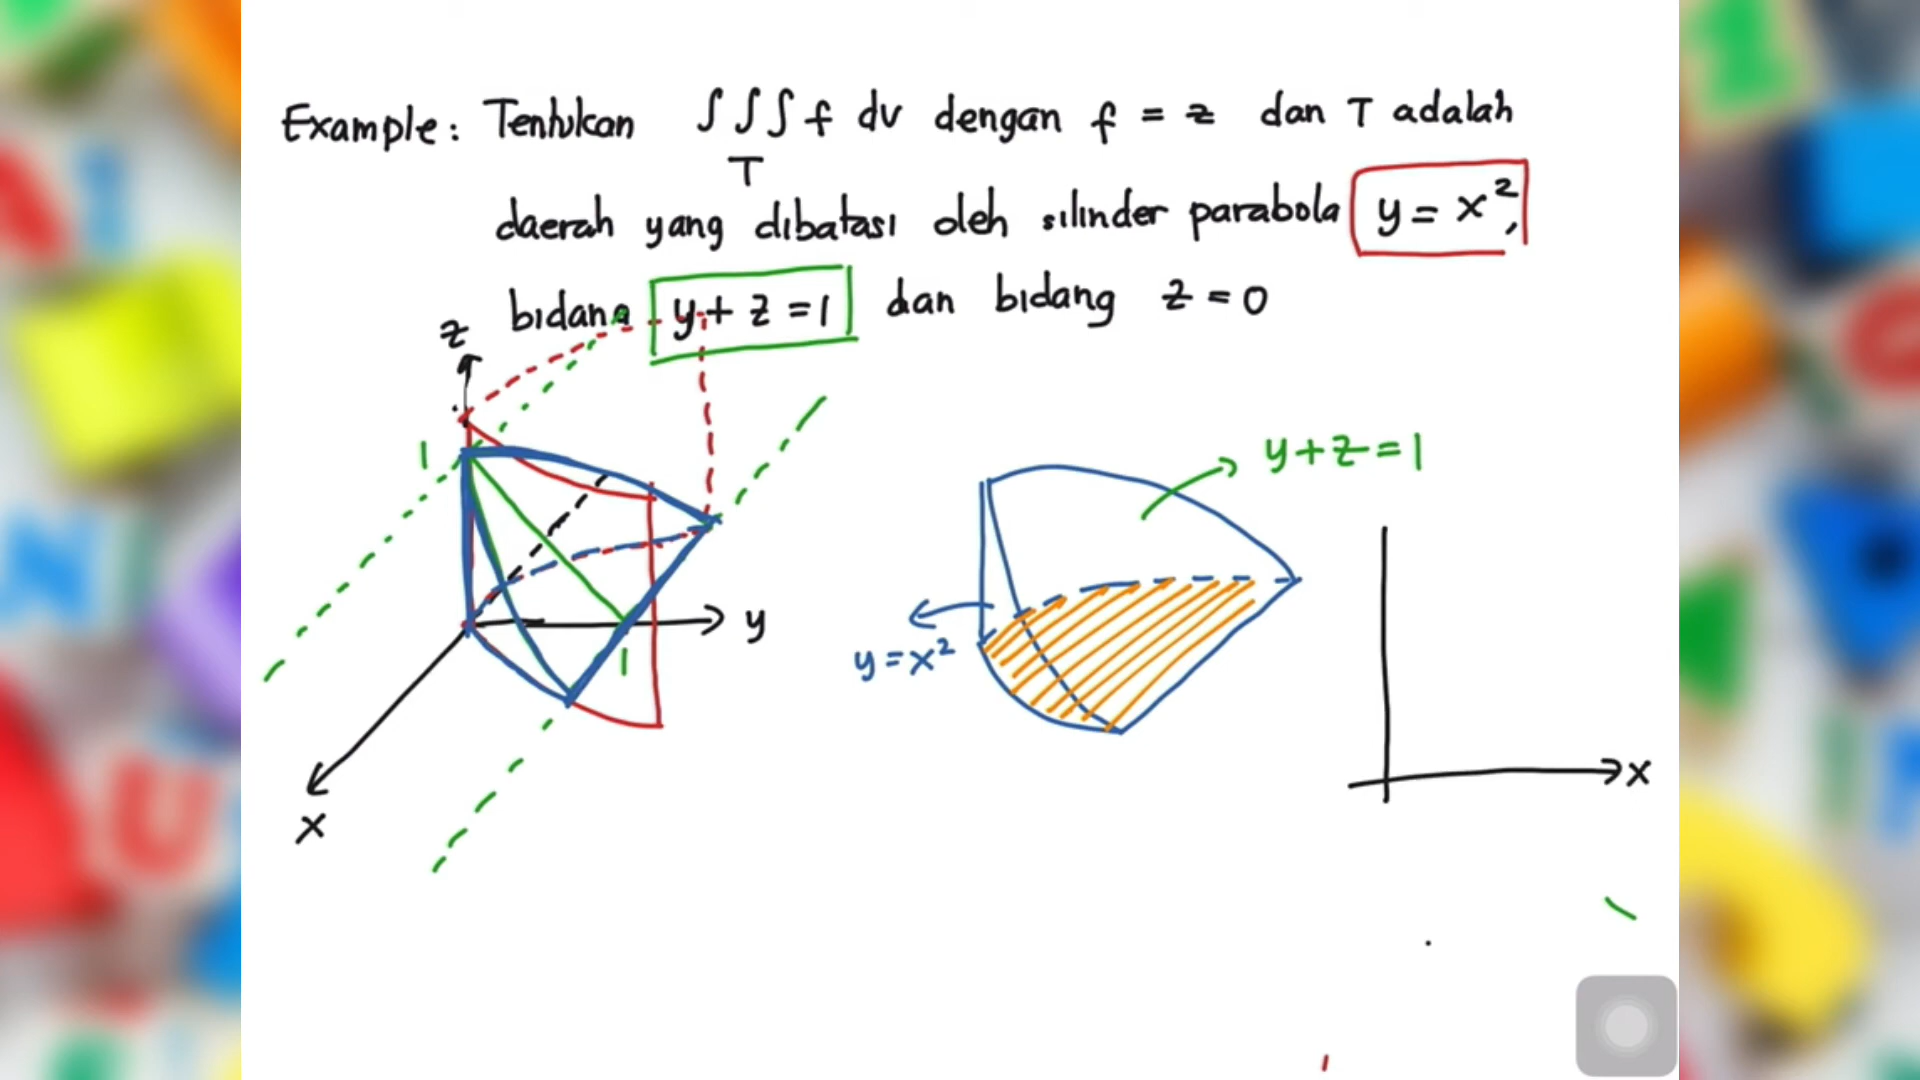 Example: Tentukan ∫∫∫ f dv dengan f = z dan T adalah
T
daerah yang dibatasi oleh silinder parabola y = x²,
bidang y + z = 1 dan bidang z = 0
z
1
y
1
x
y + z = 1
y = x²
x